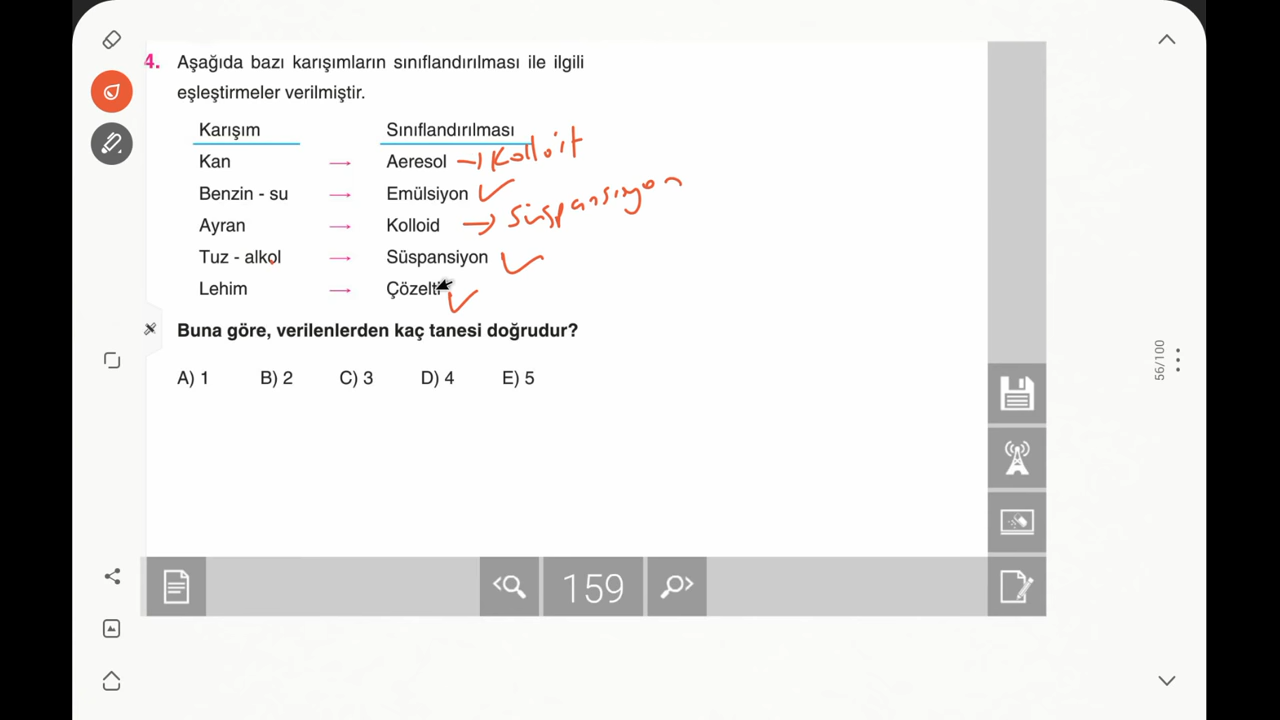 4. Aşağıda bazı karışımların sınıflandırılması ile ilgili
eşleştirmeler verilmiştir.
Karışım Sınıflandırılması
Kan → Aeresol → Kolloit
Benzin - su → Emülsiyon ✓
Ayran → Kolloid → Süspansiyon
Tuz - alkol → Süspansiyon ✓
Lehim → Çözelti ✓
Buna göre, verilenlerden kaç tanesi doğrudur?
A) 1 B) 2 C) 3 D) 4 E) 5
56/100
159